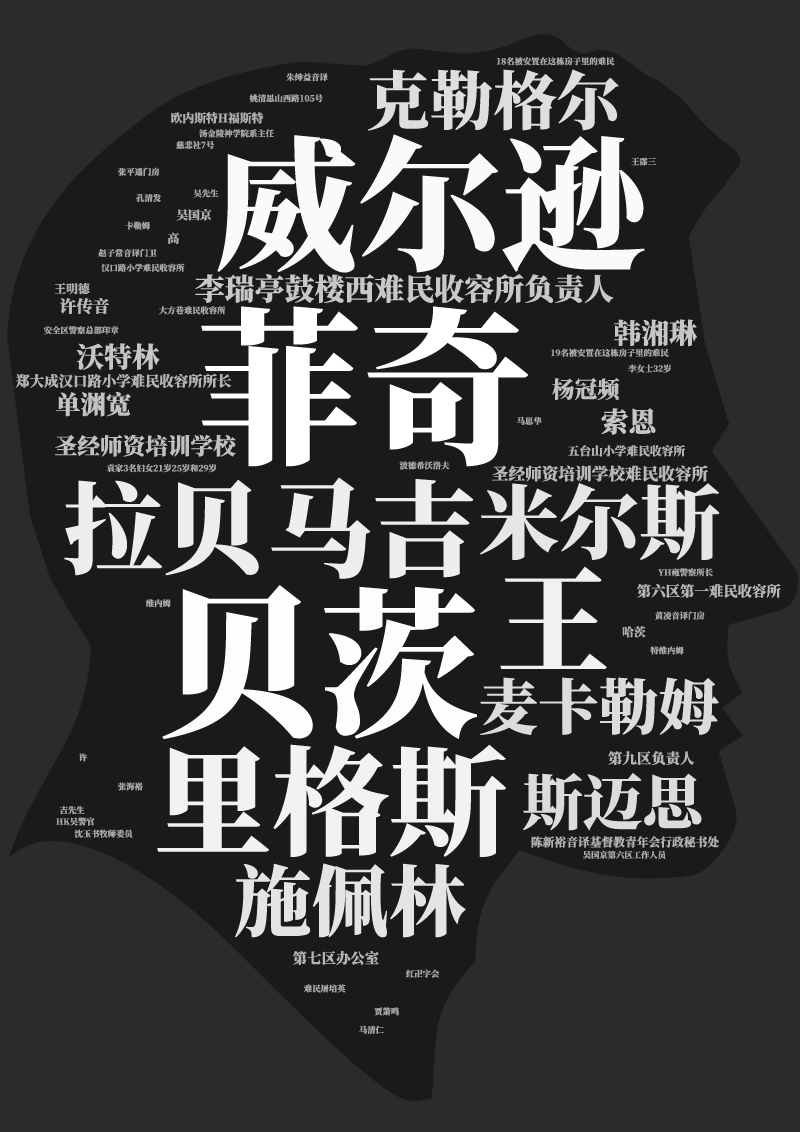 18名被安置在这栋房子里的难民
朱绅益音译
克勒格尔
姚清思山西路105号
欧内斯特H福斯特
汤金陵神学院系主任
慈悲社7号
威尔逊
张平遥门房
孔清发
吴先生
吴国京
卡勒姆
高
赵子常音译门卫
汉口路小学难民收容所
李瑞亭鼓楼西难民收容所负责人
王明德
许传音
大方巷难民收容所
安全区警察总部印章
菲奇
韩湘琳
沃特林
19名被安置在这栋房子里的难民
李女士32岁
郑大成汉口路小学难民收容所所长
杨冠频
单渊宽
马思华
索恩
圣经师资培训学校
五台山小学难民收容所
袁家3名妇女21岁25岁和29岁
波德希沃洛夫
圣经师资培训学校难民收容所
拉贝
马吉
米尔斯
YH雍警察所长
第六区第一难民收容所
维内姆
贝茨
王
黄凌音译门房
哈茨
特维内姆
麦卡勒姆
许
里格斯
第九区负责人
张海裕
斯迈思
吉先生
HK吴警官
沈玉书牧师委员
陈新裕音译基督教青年会行政秘书处
吴国京第六区工作人员
施佩林
第七区办公室
红卍字会
难民屠培英
贾箫鸣
马清仁